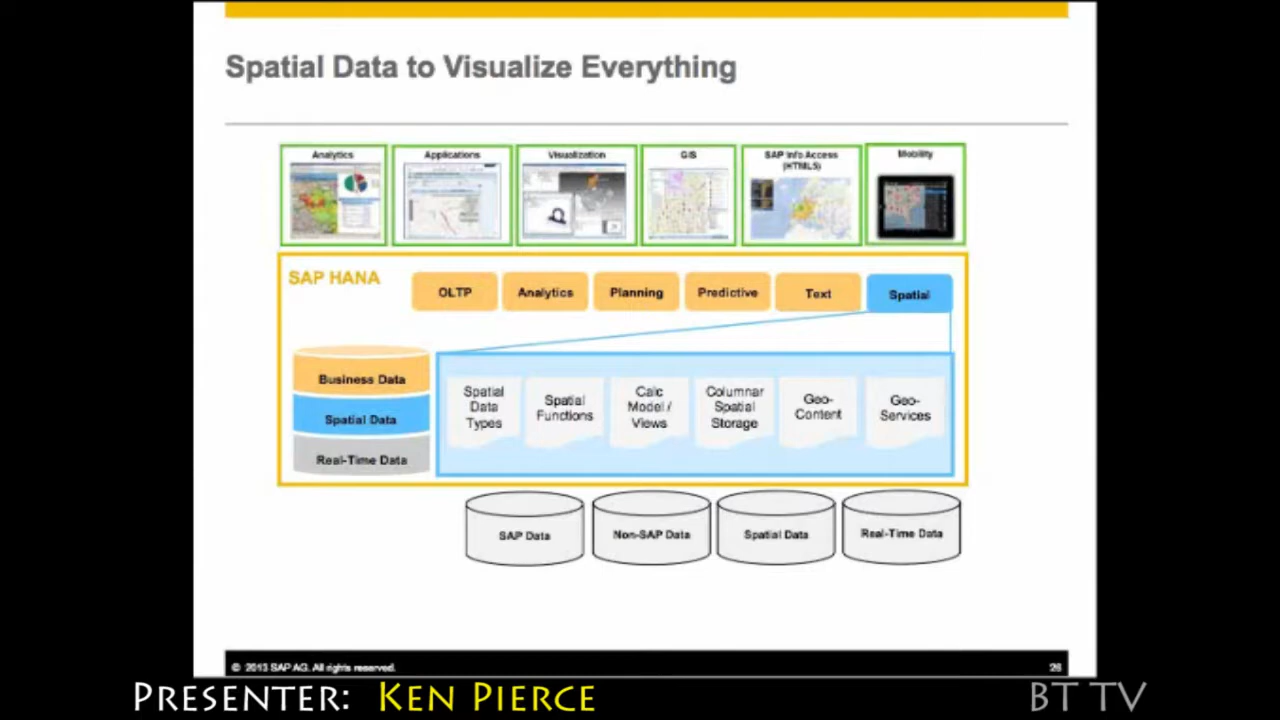 Spatial Data to Visualize Everything
Analytics
Applications
Visualization
GIS
SAP Info Access
(HTML5)
Mobility
SAP HANA
OLTP
Analytics
Planning
Predictive
Text
Spatial
Business Data
Spatial Data
Real-Time Data
Spatial
Data
Types
Spatial
Functions
Calc
Model /
Views
Columnar
Spatial
Storage
Geo-
Content
Geo-
Services
SAP Data
Non-SAP Data
Spatial Data
Real-Time Data
© 2013 SAP AG. All rights reserved.
26
PRESENTER: KEN PIERCE
BT TV